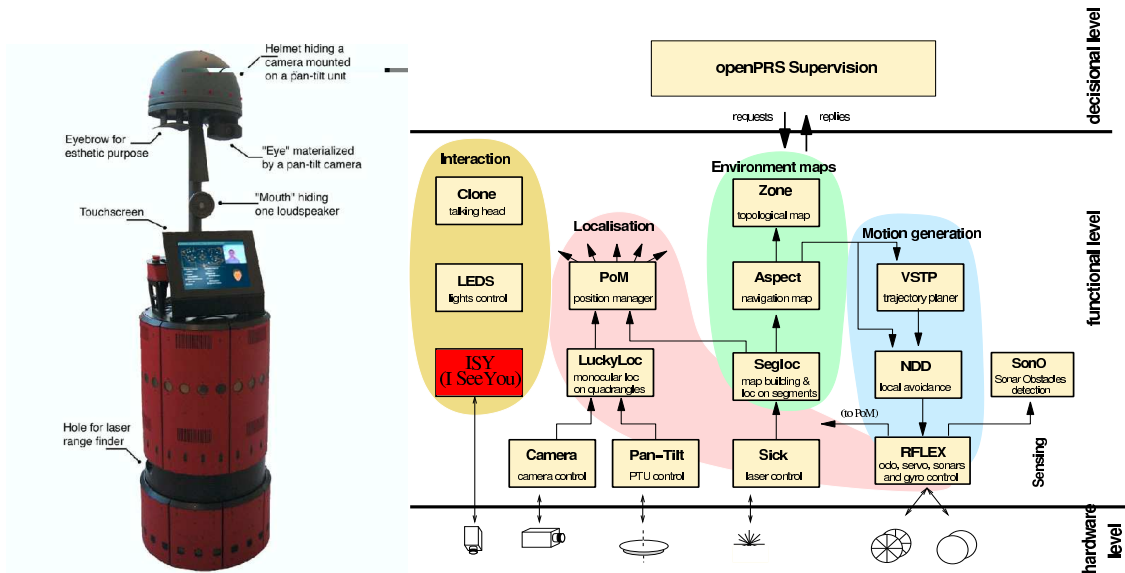 Helmet hiding a
camera mounted
on a pan-tilt unit
Eyebrow for
esthetic purpose
"Eye" materialized
by a pan-tilt camera
"Mouth" hiding
one loudspeaker
Touchscreen
Hole for laser
range finder
openPRS Supervision
decisional level
requests
replies
Interaction
Clone
talking head
LEDS
lights control
ISY
(I SeeYou)
Localisation
PoM
position manager
LuckyLoc
monocular loc
on quadrangles
Environment maps
Zone
topological map
Aspect
navigation map
Segloc
map building &
loc on segments
Motion generation
VSTP
trajectory planer
NDD
local avoidance
SonO
Sonar Obstacles
detection
functional level
(to PoM)
Camera
camera control
Pan-Tilt
PTU control
Sick
laser control
RFLEX
odo, servo, sonars
and gyro control
Sensing
hardware
level